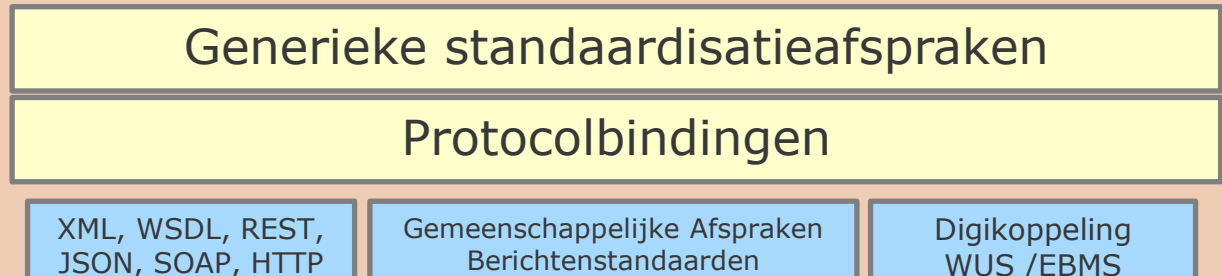 Generieke standaardisatieafspraken
Protocolbindingen
XML, WSDL, REST,
JSON, SOAP, HTTP
Gemeenschappelijke Afspraken
Berichtenstandaarden
Digikoppeling
WUS /EBMS